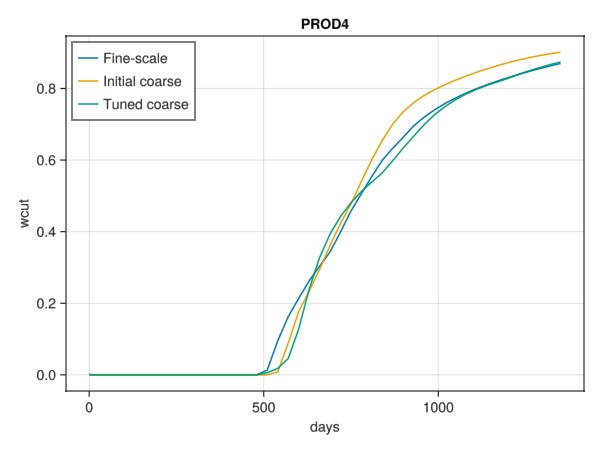 PROD4
Fine-scale
Initial coarse
Tuned coarse
wcut
0.8
0.6
0.4
0.2
0.0
0 500 1000
days